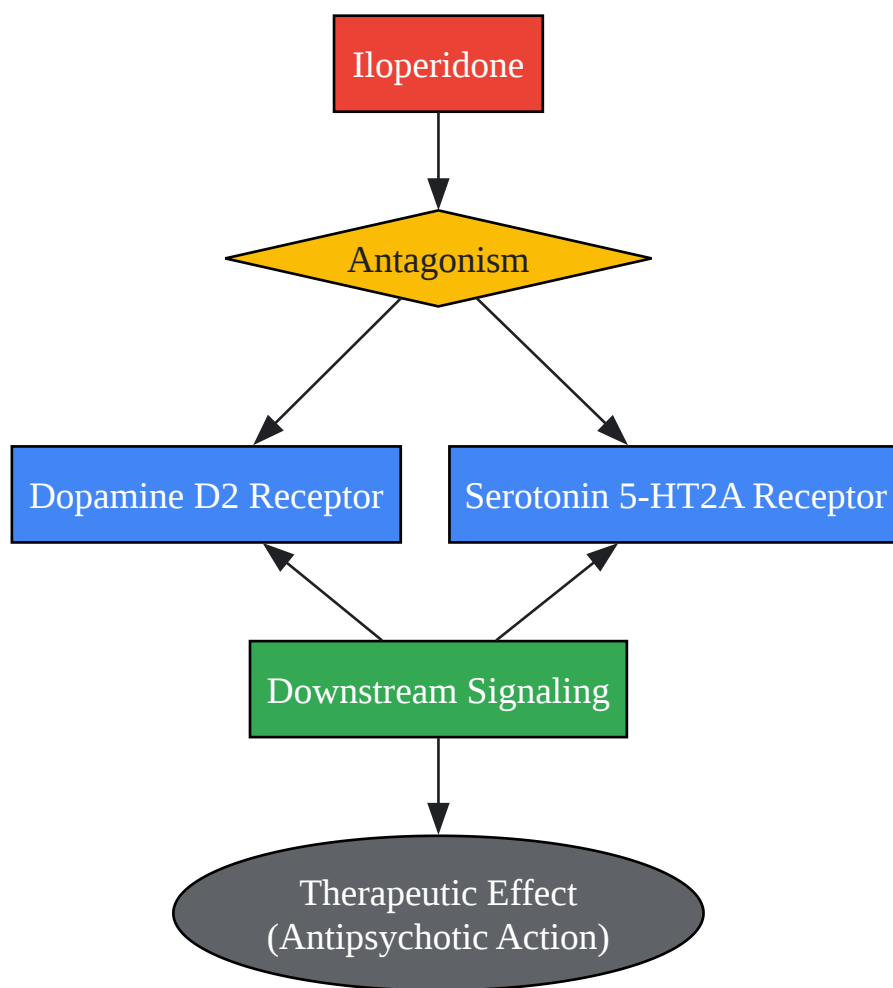 Iloperidone
Antagonism
Dopamine D2 Receptor
Serotonin 5-HT2A Receptor
Downstream Signaling
Therapeutic Effect
(Antipsychotic Action)